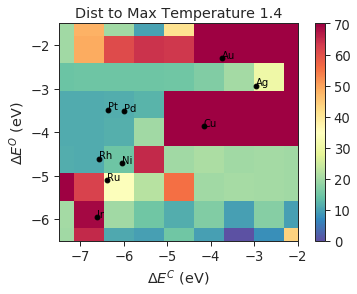 Dist to Max Temperature 1.4
70
60
50
40
30
20
10
0
−2
−3
−4
−5
−6
ΔE^O (eV)
Au
Ag
Pt
Pd
Cu
Rh
Ni
Ru
Ir
−7
−6
−5
−4
−3
−2
ΔE^C (eV)